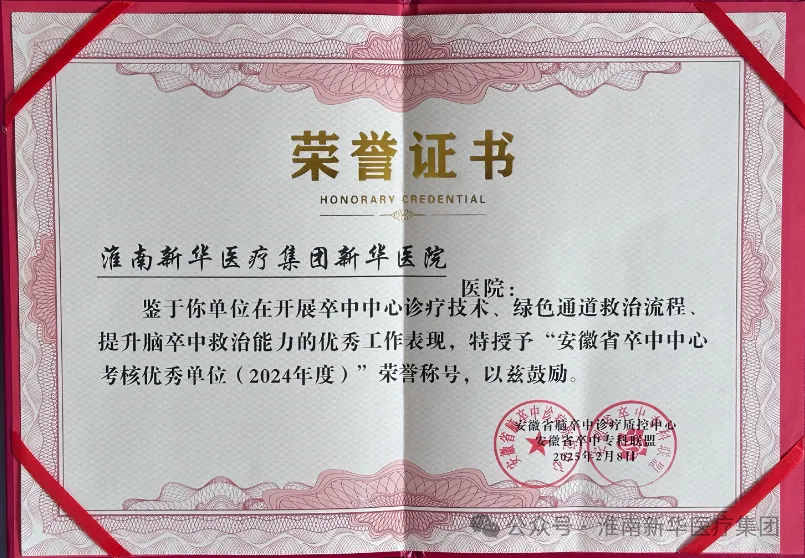 荣誉证书
HONORARY CREDENTIAL
淮南新华医疗集团新华医院
医院：
鉴于你单位在开展卒中中心诊疗技术、绿色通道救治流程、
提升脑卒中救治能力的优秀工作表现，特授予“安徽省卒中中心
考核优秀单位（2024年度）”荣誉称号，以兹鼓励。
安徽省脑卒中诊疗质控中心
安徽省卒中专科联盟
2025年2月8日
公众号 · 淮南新华医疗集团